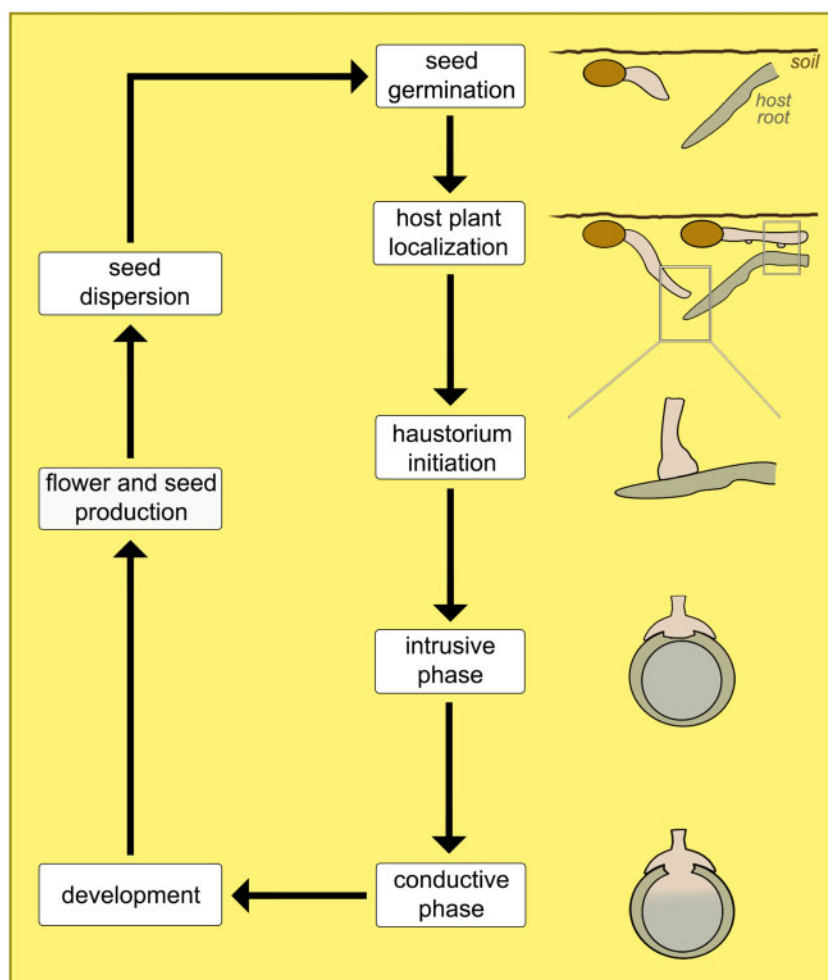 seed
germination
soil
host
root
host plant
localization
seed
dispersion
haustorium
initiation
flower and seed
production
intrusive
phase
development
conductive
phase